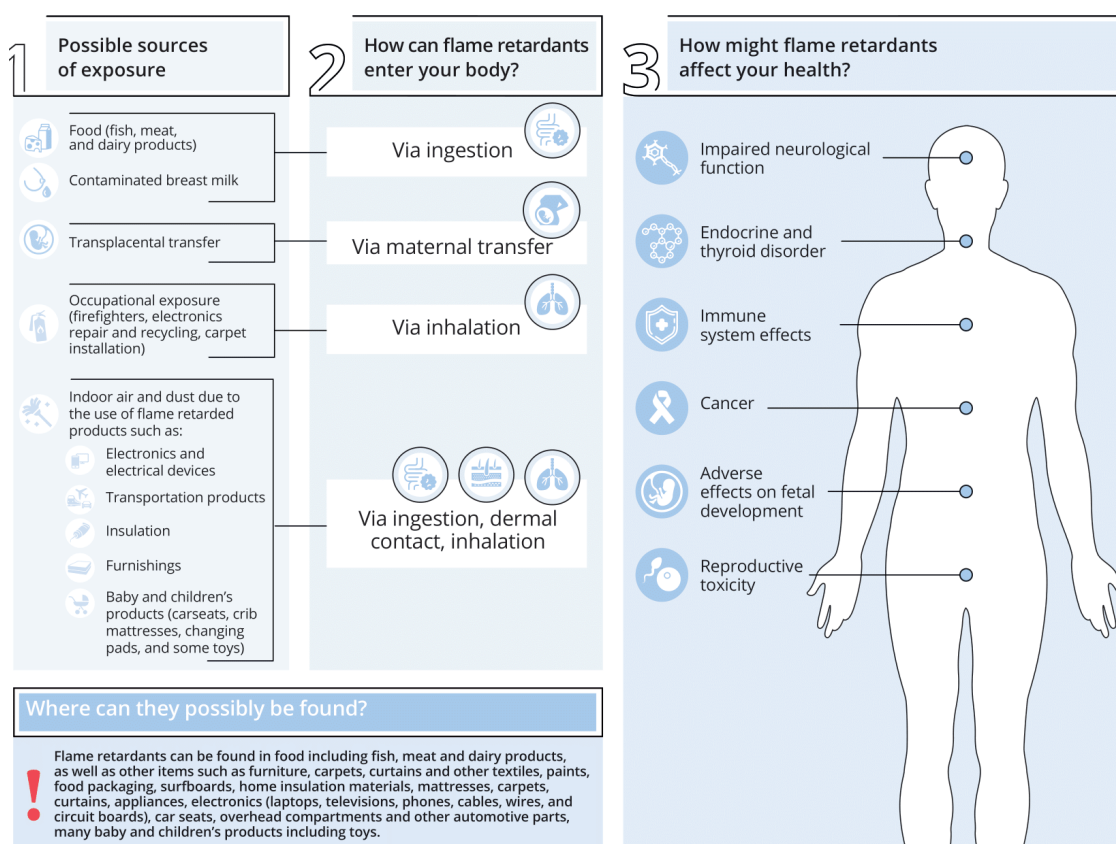 1
Possible sources
of exposure
Food (fish, meat,
and dairy products)
Contaminated breast milk
Transplacental transfer
Occupational exposure
(firefighters, electronics
repair and recycling, carpet
installation)
Indoor air and dust due to
the use of flame retarded
products such as:
Electronics and
electrical devices
Transportation products
Insulation
Furnishings
Baby and children's
products (carseats, crib
mattresses, changing
pads, and some toys)
2
How can flame retardants
enter your body?
Via ingestion
Via maternal transfer
Via inhalation
Via ingestion, dermal
contact, inhalation
3
How might flame retardants
affect your health?
Impaired neurological
function
Endocrine and
thyroid disorder
Immune
system effects
Cancer
Adverse
effects on fetal
development
Reproductive
toxicity
Where can they possibly be found?
!
Flame retardants can be found in food including fish, meat and dairy products,
as well as other items such as furniture, carpets, curtains and other textiles, paints,
food packaging, surfboards, home insulation materials, mattresses, carpets,
curtains, appliances, electronics (laptops, televisions, phones, cables, wires, and
circuit boards), car seats, overhead compartments and other automotive parts,
many baby and children's products including toys.